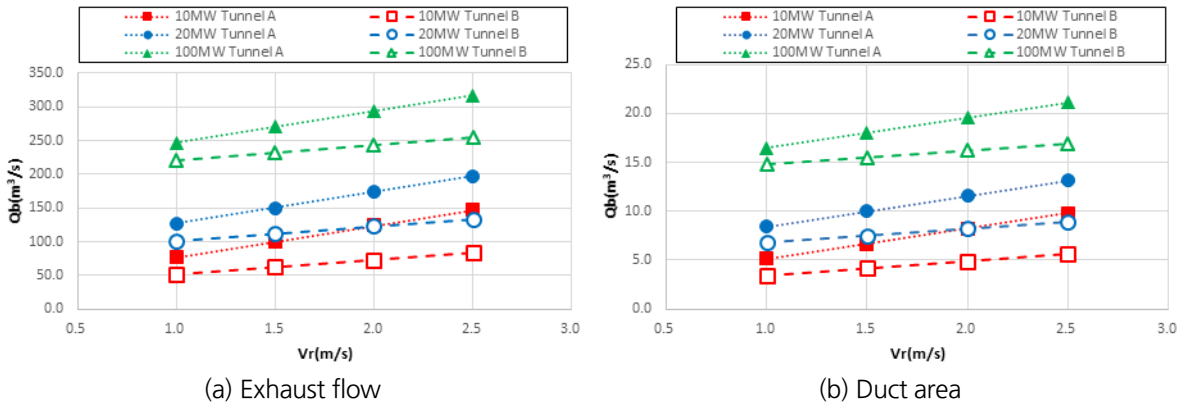 10MW Tunnel A 10MW Tunnel B
20MW Tunnel A 20MW Tunnel B
100MW Tunnel A 100MW Tunnel B
350.0
300.0
250.0
200.0
150.0
100.0
50.0
0.0
Qb(m³/s)
0.5 1.0 1.5 2.0 2.5 3.0
Vr(m/s)
(a) Exhaust flow
10MW Tunnel A 10MW Tunnel B
20MW Tunnel A 20MW Tunnel B
100MW Tunnel A 100MW Tunnel B
25.0
20.0
15.0
10.0
5.0
0.0
Qb(m³/s)
0.5 1.0 1.5 2.0 2.5 3.0
Vr(m/s)
(b) Duct area